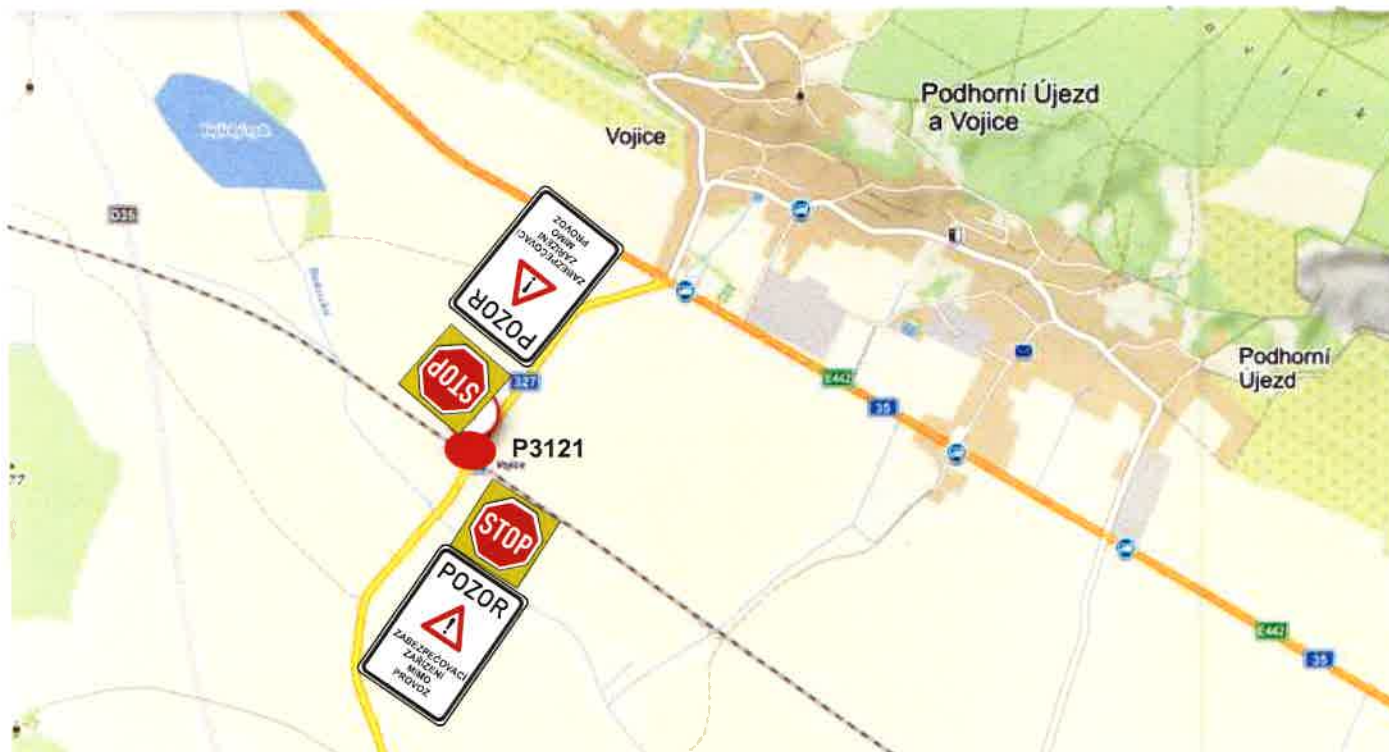 Podhorní Újezd
a Vojice
Vojice
D35
POZOR
ZABEZPEČOVACÍ
ZAŘÍZENÍ
MIMO
PROVOZ
STOP
327
P3121
Vojice
STOP
POZOR
ZABEZPEČOVACÍ
ZAŘÍZENÍ
MIMO
PROVOZ
E442
35
Podhorní
Újezd
E442
35
77